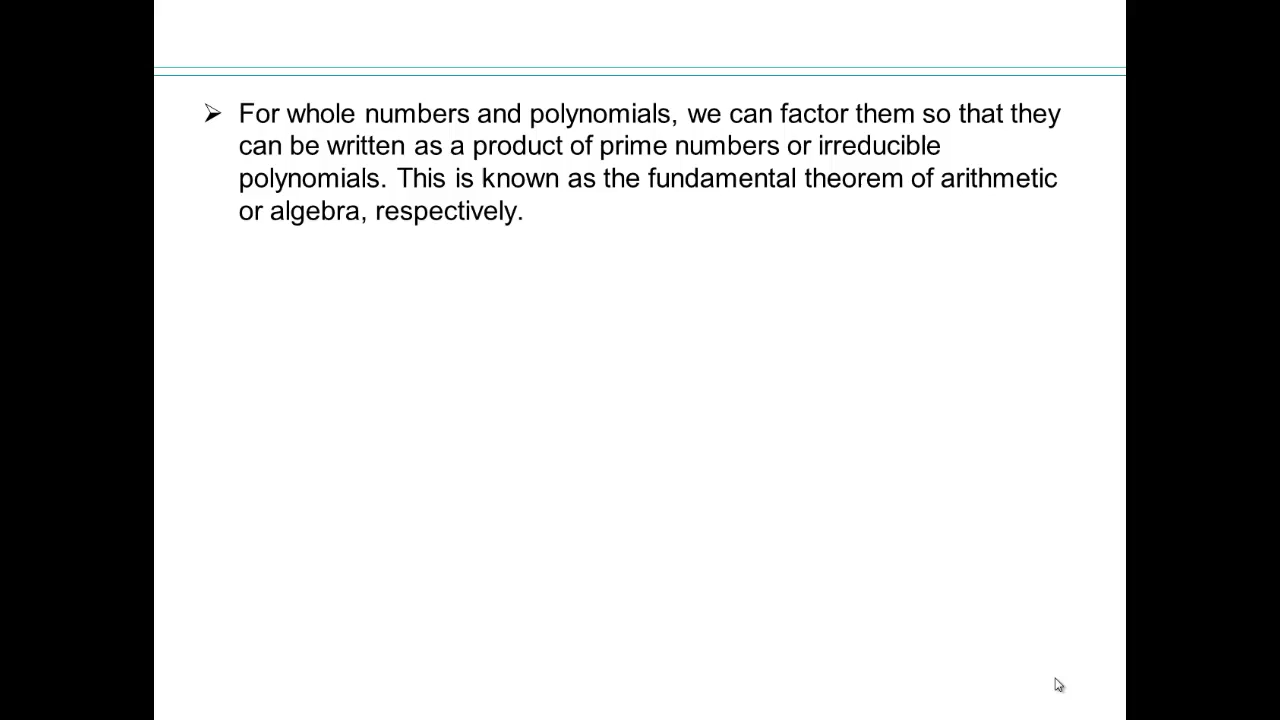 For whole numbers and polynomials, we can factor them so that they
can be written as a product of prime numbers or irreducible
polynomials. This is known as the fundamental theorem of arithmetic
or algebra, respectively.